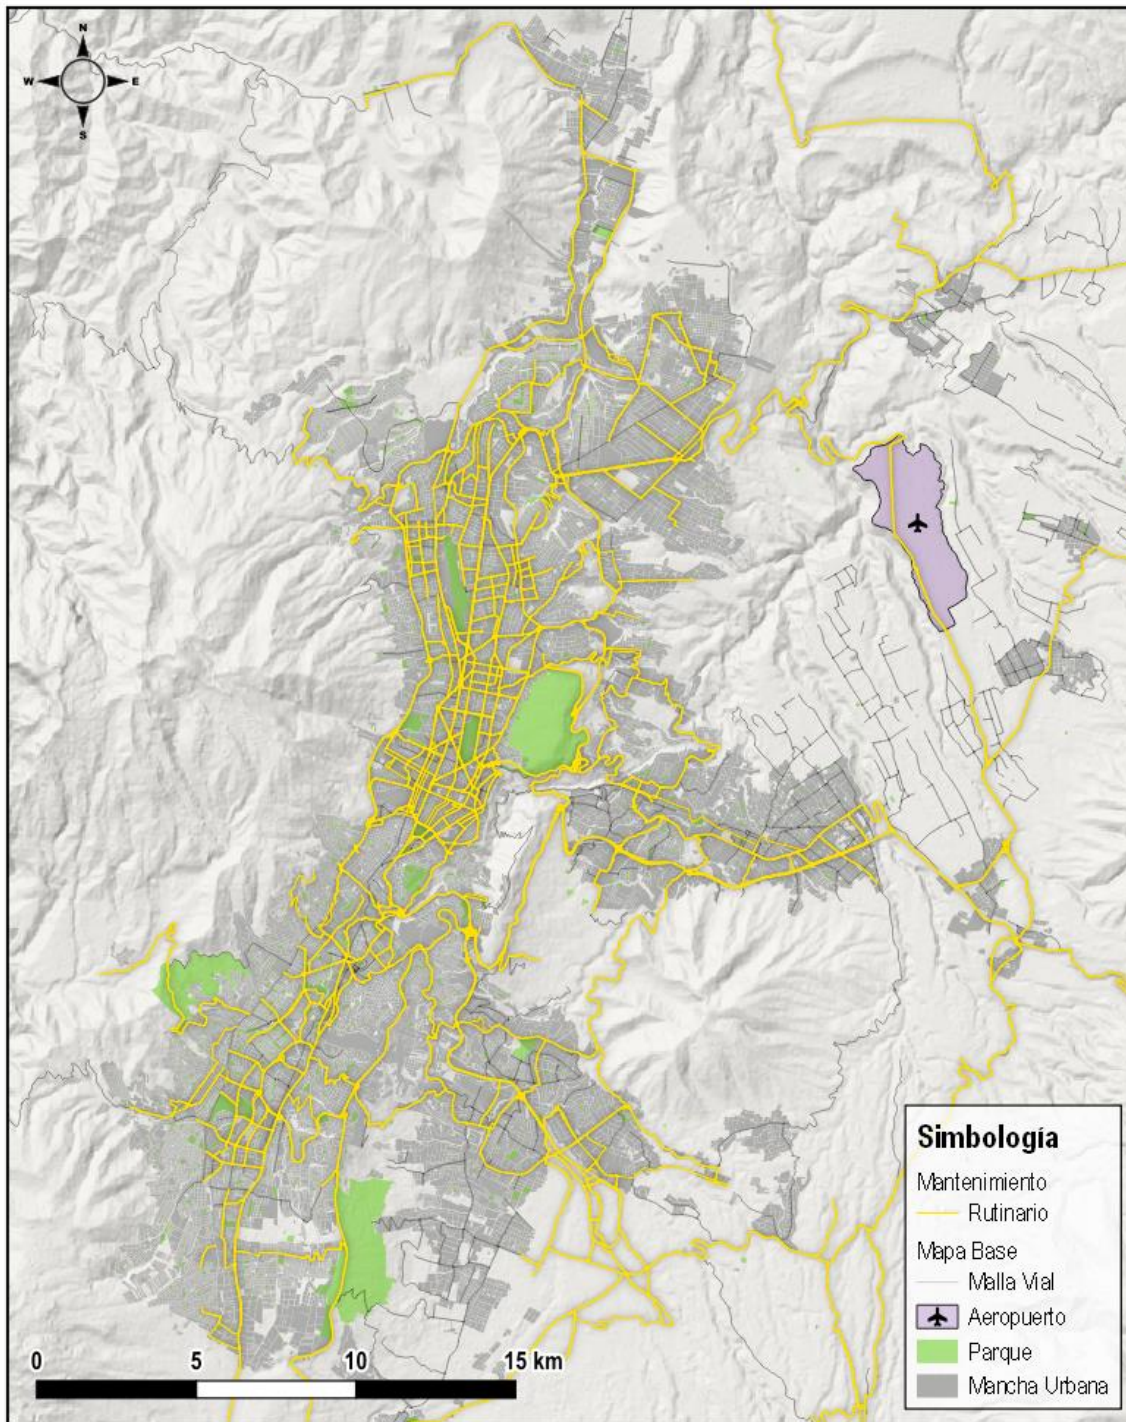 N
W E
S
Simbología
Mantenimiento
Rutinario
Mapa Base
Malla Vial
Aeropuerto
Parque
Mancha Urbana
0 5 10 15 km